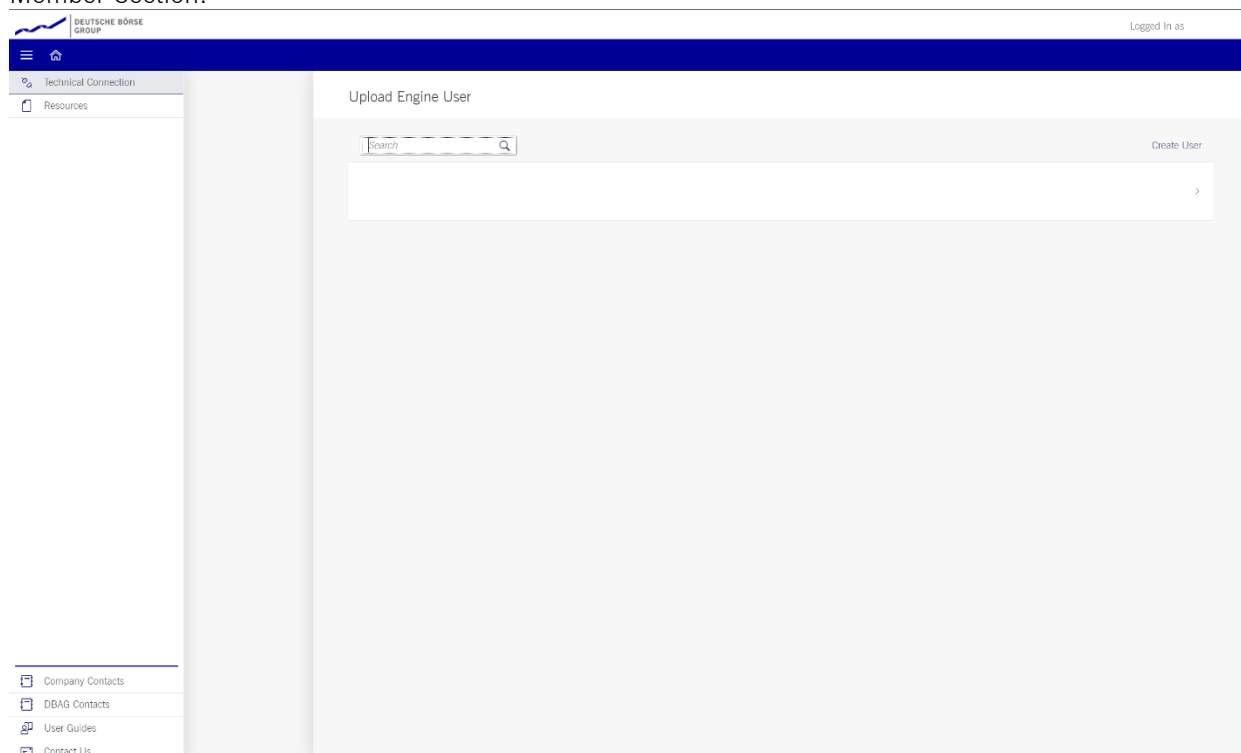 Member Section.
DEUTSCHE BÖRSE
GROUP
Logged In as
Technical Connection
Resources
Upload Engine User
Search
Create User
Company Contacts
DBAG Contacts
User Guides
Contact Us